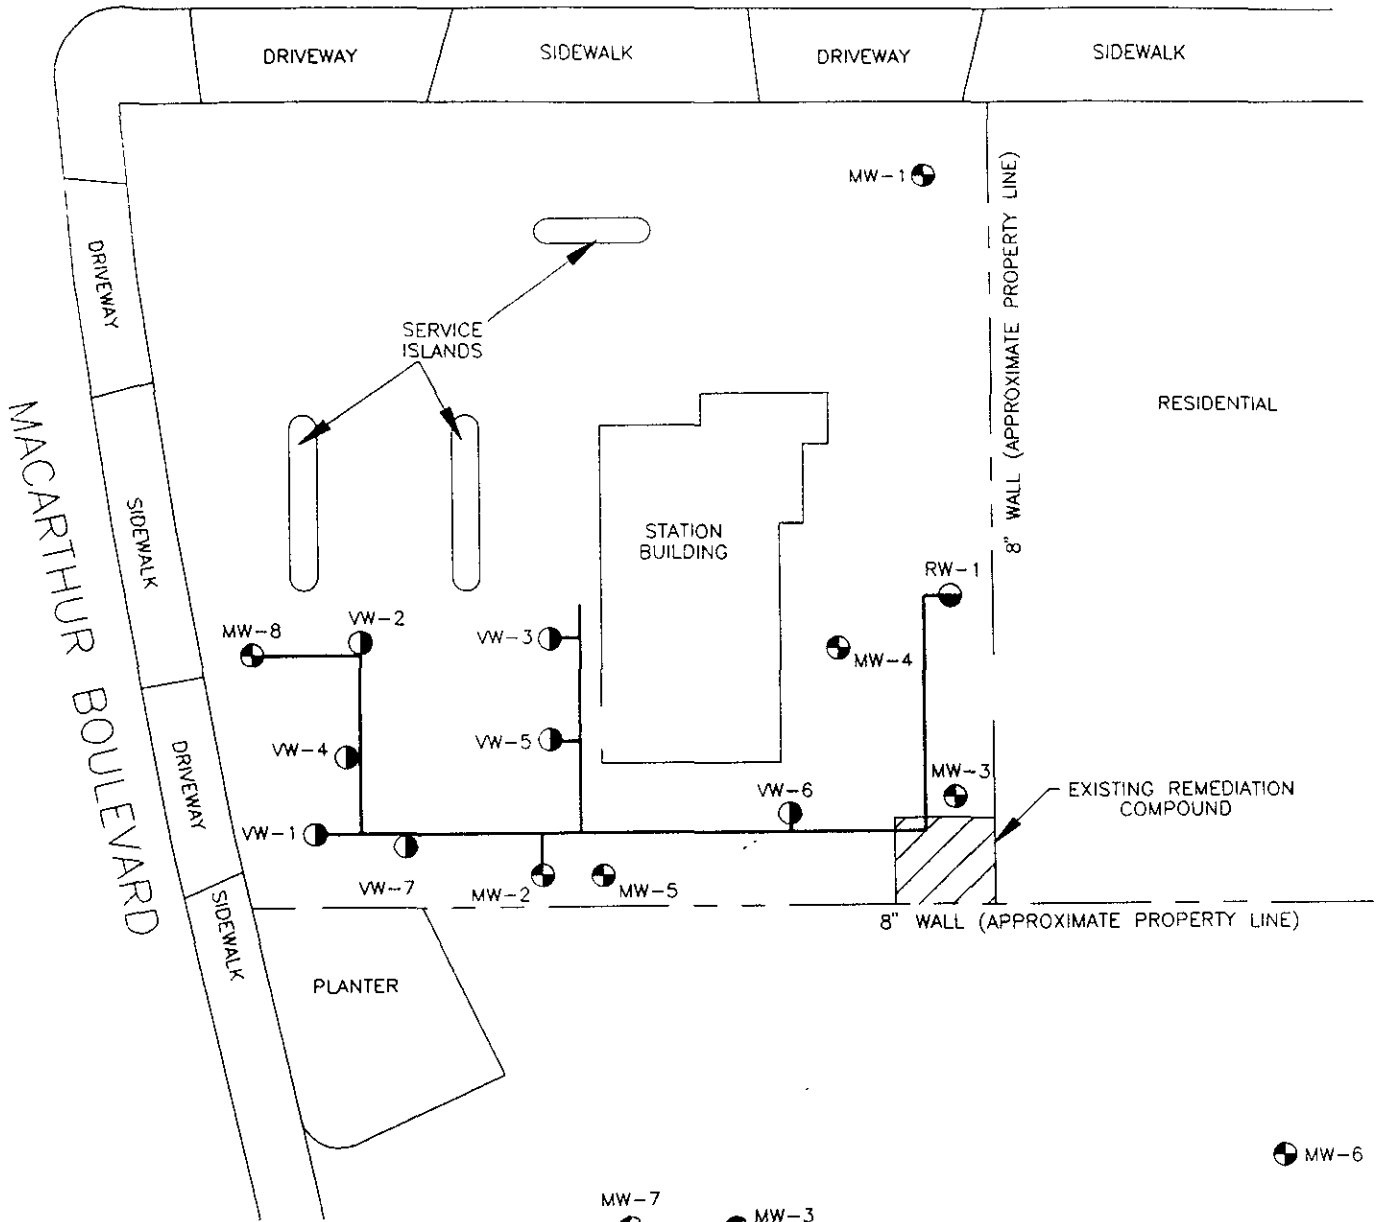 DRIVEWAY
SIDEWALK
DRIVEWAY
SIDEWALK
MW-1
8" WALL (APPROXIMATE PROPERTY LINE)
DRIVEWAY
SERVICE
ISLANDS
RESIDENTIAL
MACARTHUR BOULEVARD
SIDEWALK
STATION
BUILDING
RW-1
MW-8
VW-2
VW-3
MW-4
DRIVEWAY
VW-4
VW-5
MW-3
VW-6
EXISTING REMEDIATION
COMPOUND
VW-1
VW-7
MW-2
MW-5
SIDEWALK
8" WALL (APPROXIMATE PROPERTY LINE)
PLANTER
MW-6
MW-7
MW-3